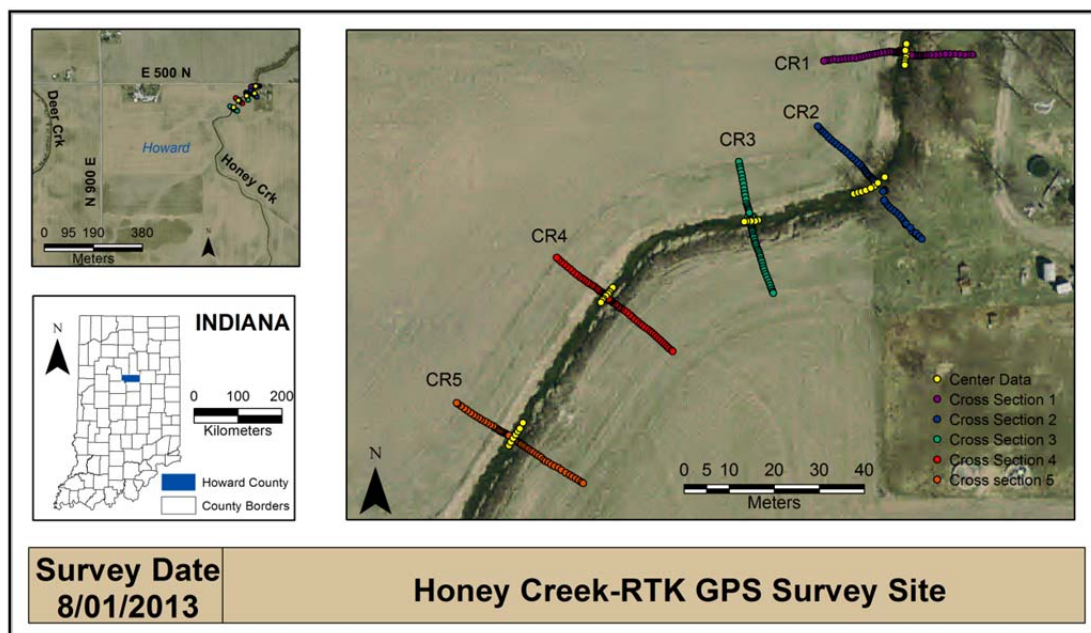 E 500 N
Deer Crk
Howard
N 900 E
Honey Crk
0 95 190 380
Meters
N
INDIANA
N
0 100 200
Kilometers
Howard County
County Borders
CR1
CR2
CR3
CR4
CR5
Center Data
Cross Section 1
Cross Section 2
Cross Section 3
Cross Section 4
Cross section 5
N
0 5 10 20 30 40
Meters
Survey Date
8/01/2013
Honey Creek-RTK GPS Survey Site